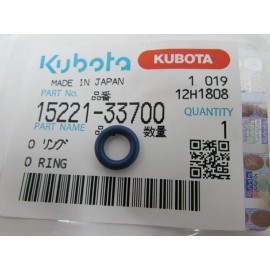 Kubota KUBOTA
MADE IN JAPAN 1 019
PART NO. 品番 12H1808
15221-33700 QUANTITY
PART NAME 品 数量 1
O リング
O RING